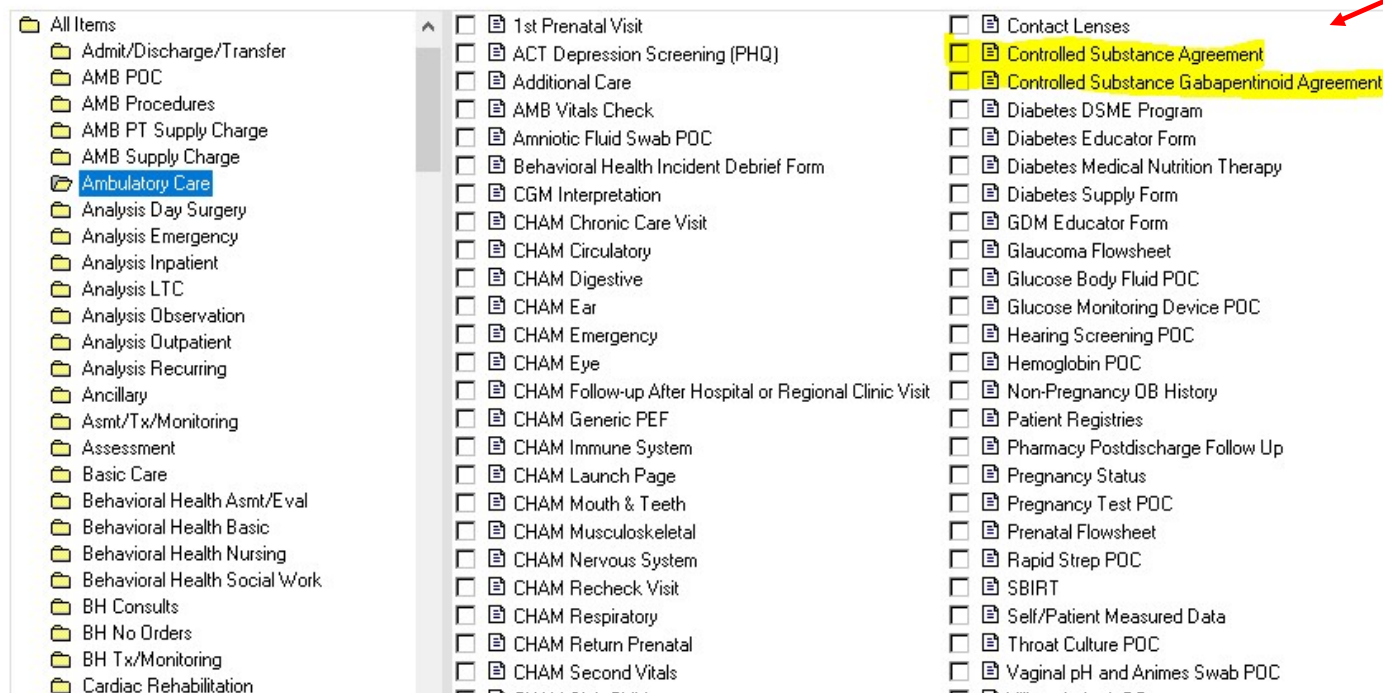 All Items
Admit/Discharge/Transfer
AMB POC
AMB Procedures
AMB PT Supply Charge
AMB Supply Charge
Ambulatory Care
Analysis Day Surgery
Analysis Emergency
Analysis Inpatient
Analysis LTC
Analysis Observation
Analysis Outpatient
Analysis Recurring
Ancillary
Asmt/Tx/Monitoring
Assessment
Basic Care
Behavioral Health Asmt/Eval
Behavioral Health Basic
Behavioral Health Nursing
Behavioral Health Social Work
BH Consults
BH No Orders
BH Tx/Monitoring
Cardiac Rehabilitation
1st Prenatal Visit
ACT Depression Screening (PHQ)
Additional Care
AMB Vitals Check
Amniotic Fluid Swab POC
Behavioral Health Incident Debrief Form
CGM Interpretation
CHAM Chronic Care Visit
CHAM Circulatory
CHAM Digestive
CHAM Ear
CHAM Emergency
CHAM Eye
CHAM Follow-up After Hospital or Regional Clinic Visit
CHAM Generic PEF
CHAM Immune System
CHAM Launch Page
CHAM Mouth & Teeth
CHAM Musculoskeletal
CHAM Nervous System
CHAM Recheck Visit
CHAM Respiratory
CHAM Return Prenatal
CHAM Second Vitals
Contact Lenses
Controlled Substance Agreement
Controlled Substance Gabapentinoid Agreement
Diabetes DSME Program
Diabetes Educator Form
Diabetes Medical Nutrition Therapy
Diabetes Supply Form
GDM Educator Form
Glaucoma Flowsheet
Glucose Body Fluid POC
Glucose Monitoring Device POC
Hearing Screening POC
Hemoglobin POC
Non-Pregnancy OB History
Patient Registries
Pharmacy Postdischarge Follow Up
Pregnancy Status
Pregnancy Test POC
Prenatal Flowsheet
Rapid Strep POC
SBIRT
Self/Patient Measured Data
Throat Culture POC
Vaginal pH and Animes Swab POC